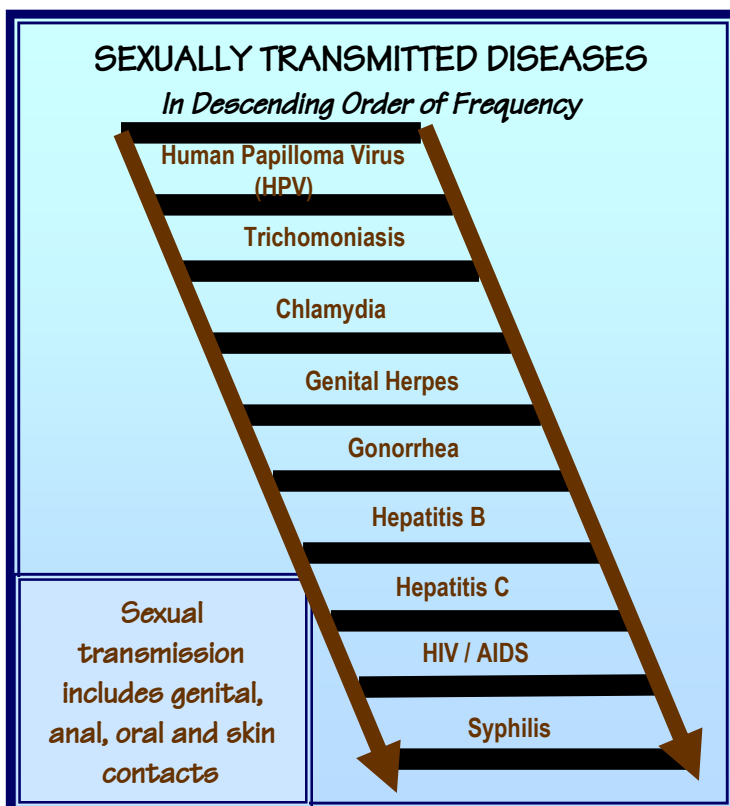 SEXUALLY TRANSMITTED DISEASES
In Descending Order of Frequency
Human Papilloma Virus
(HPV)
Trichomoniasis
Chlamydia
Genital Herpes
Gonorrhea
Hepatitis B
Hepatitis C
HIV / AIDS
Syphilis
Sexual
transmission
includes genital,
anal, oral and skin
contacts